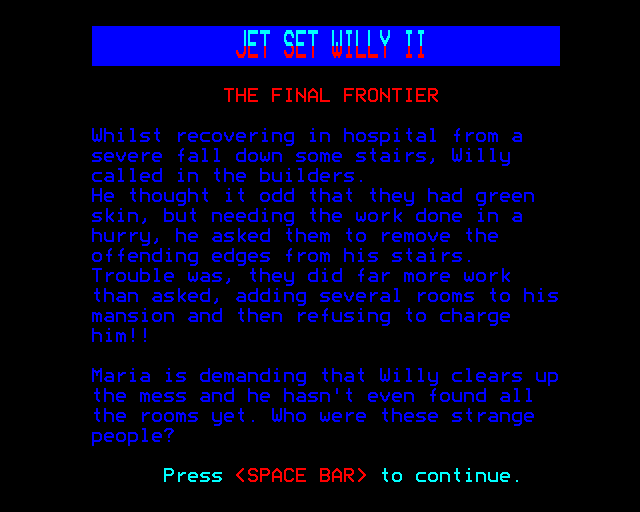 JET SET WILLY II
THE FINAL FRONTIER
Whilst recovering in hospital from a
severe fall down some stairs, Willy
called in the builders.
He thought it odd that they had green
skin, but needing the work done in a
hurry, he asked them to remove the
offending edges from his stairs.
Trouble was, they did far more work
than asked, adding several rooms to his
mansion and then refusing to charge
him!!
Maria is demanding that Willy clears up
the mess and he hasn't even found all
the rooms yet. Who were these strange
people?
Press <SPACE BAR> to continue.